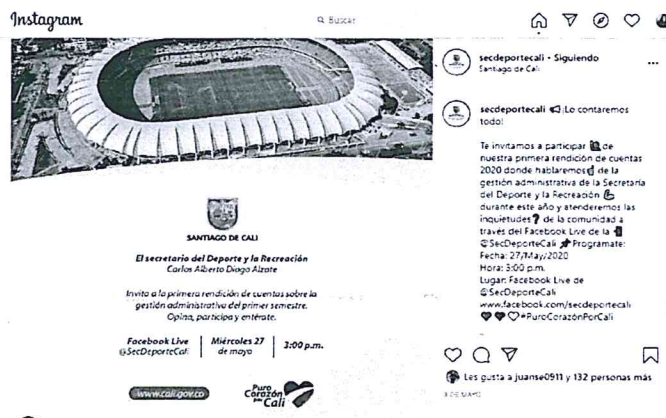 Instagram
Buscar
SANTIAGO DE CALI
El secretario del Deporte y la Recreación
Carlos Alberto Diago Alzate
Invita a la primera rendición de cuentas sobre la
gestión administrativa del primer semestre.
Opina, participa y entérate.
Facebook Live
@SecDeporteCali
Miércoles 27
de mayo
3:00 p.m.
www.cali.gov.co
Puro
Corazón
por Cali
secdeportecali • Siguiendo
Santiago de Cali
secdeportecali ¡Lo contaremos
todo!
Te invitamos a participar de
nuestra primera rendición de cuentas
2020 donde hablaremos de la
gestión administrativa de la Secretaría
del Deporte y la Recreación
durante este año y atenderemos las
inquietudes❓ de la comunidad a
través del Facebook Live de la
@SecDeporteCali 📌Prográmate:
Fecha: 27/May/2020
Hora: 3:00 p.m.
Lugar: Facebook Live de
@SecDeporteCali
www.facebook.com/secdeportecali
#PuroCorazónPorCali
Les gusta a juanse0911 y 132 personas más
DE MAYO